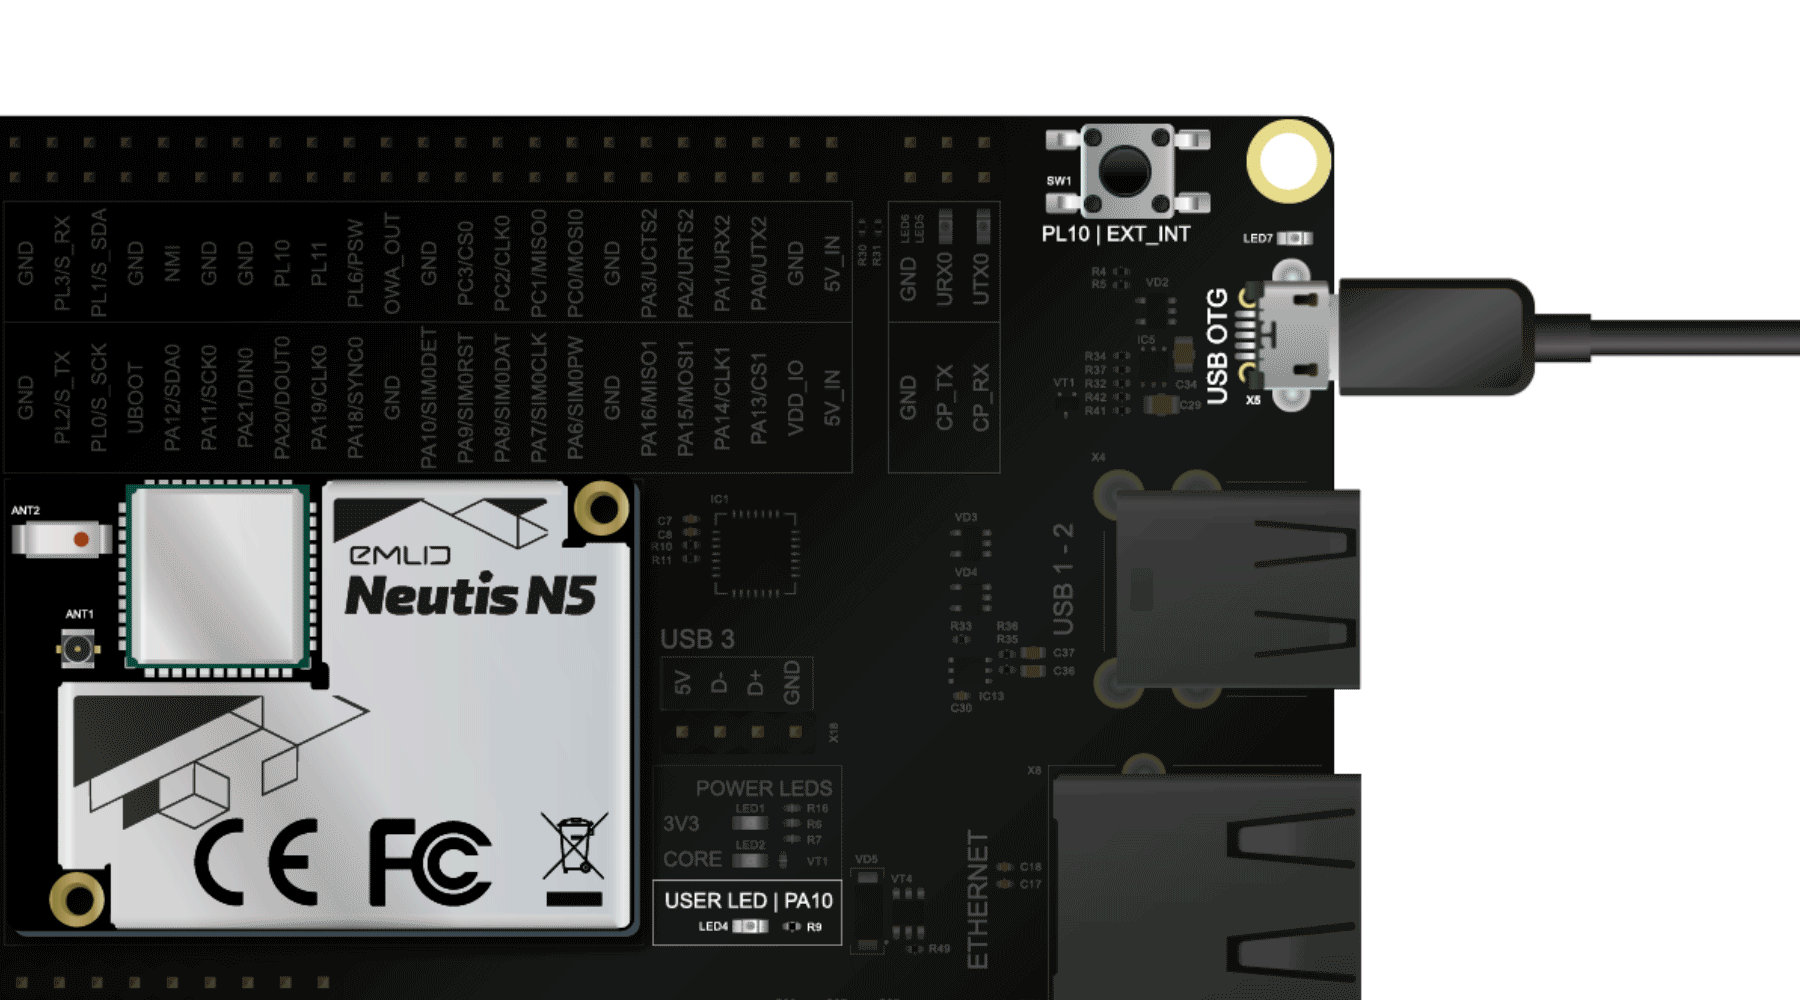 GND
PL3/S_RX
PL1/S_SDA
GND
NMI
GND
GND
PL10
PL11
PL6/PSW
OWA_OUT
GND
PC3/CS0
PC2/CLK0
PC1/MISO0
PC0/MOSI0
GND
PA3/UCTS2
PA2/URTS2
PA1/URX2
PA0/UTX2
GND
5V_IN
R30
R31
LED6
LED5
GND
URX0
UTX0
SW1
PL10 | EXT_INT
LED7
GND
PL2/S_TX
PL0/S_SCK
UBOOT
PA12/SDA0
PA11/SCK0
PA21/DIN0
PA20/DOUT0
PA19/CLK0
PA18/SYNC0
GND
PA10/SIM0DET
PA9/SIM0RST
PA8/SIM0DAT
PA7/SIM0CLK
PA6/SIM0PW
GND
PA16/MISO1
PA15/MOSI1
PA14/CLK1
PA13/CS1
VDD_IO
5V_IN
GND
CP_TX
CP_RX
R4
R5
VD2
IC5
R34
R37
R32
R42
R41
VT1
C34
C29
USB OTG
X5
X4
ANT2
ANT1
EMLID
Neutis N5
CE FC
IC1
C7
C8
R10
R11
VD3
VD4
R33
R36
R35
C37
C36
IC13
C30
USB 1 - 2
USB 3
5V
D-
D+
GND
X18
X8
POWER LEDS
LED1
R16
3V3
R6
R7
LED2
CORE
VT1
USER LED | PA10
LED4
R9
VD5
VT4
R49
ETHERNET
C18
C17